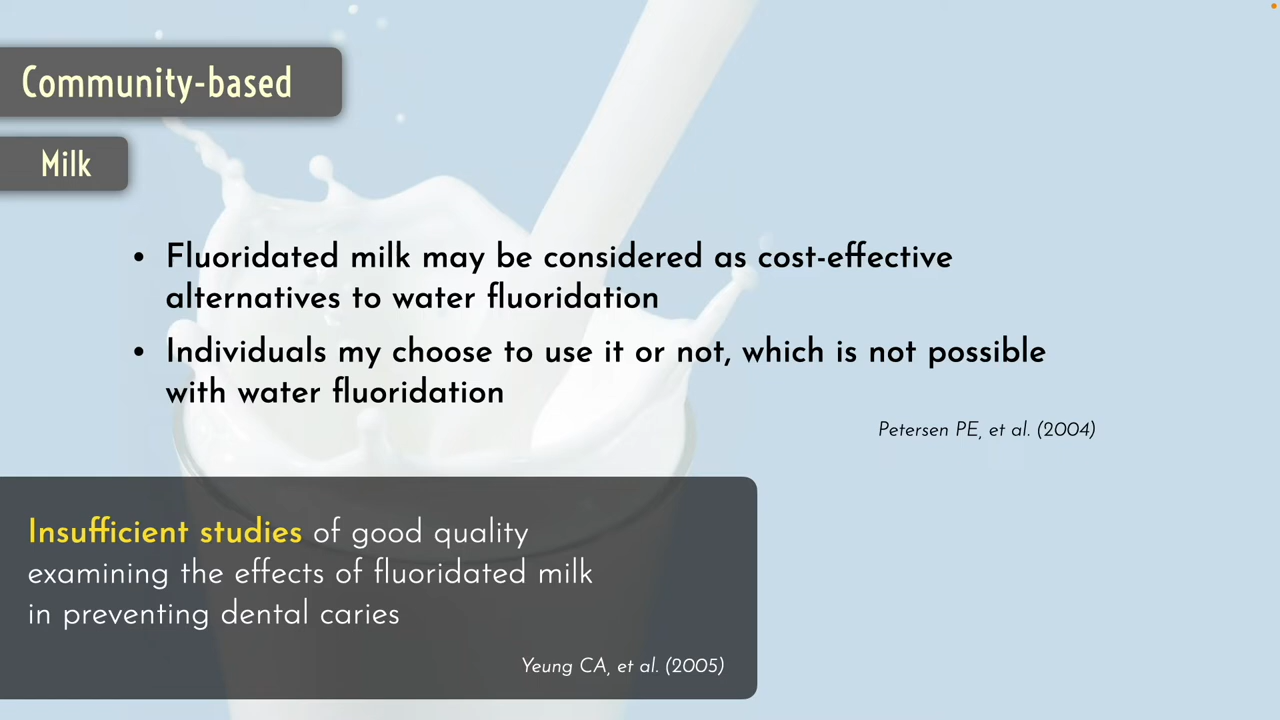 Community-based
Milk
• Fluoridated milk may be considered as cost-effective
alternatives to water fluoridation
• Individuals my choose to use it or not, which is not possible
with water fluoridation
Petersen PE, et al. (2004)
Insufficient studies of good quality
examining the effects of fluoridated milk
in preventing dental caries
Yeung CA, et al. (2005)